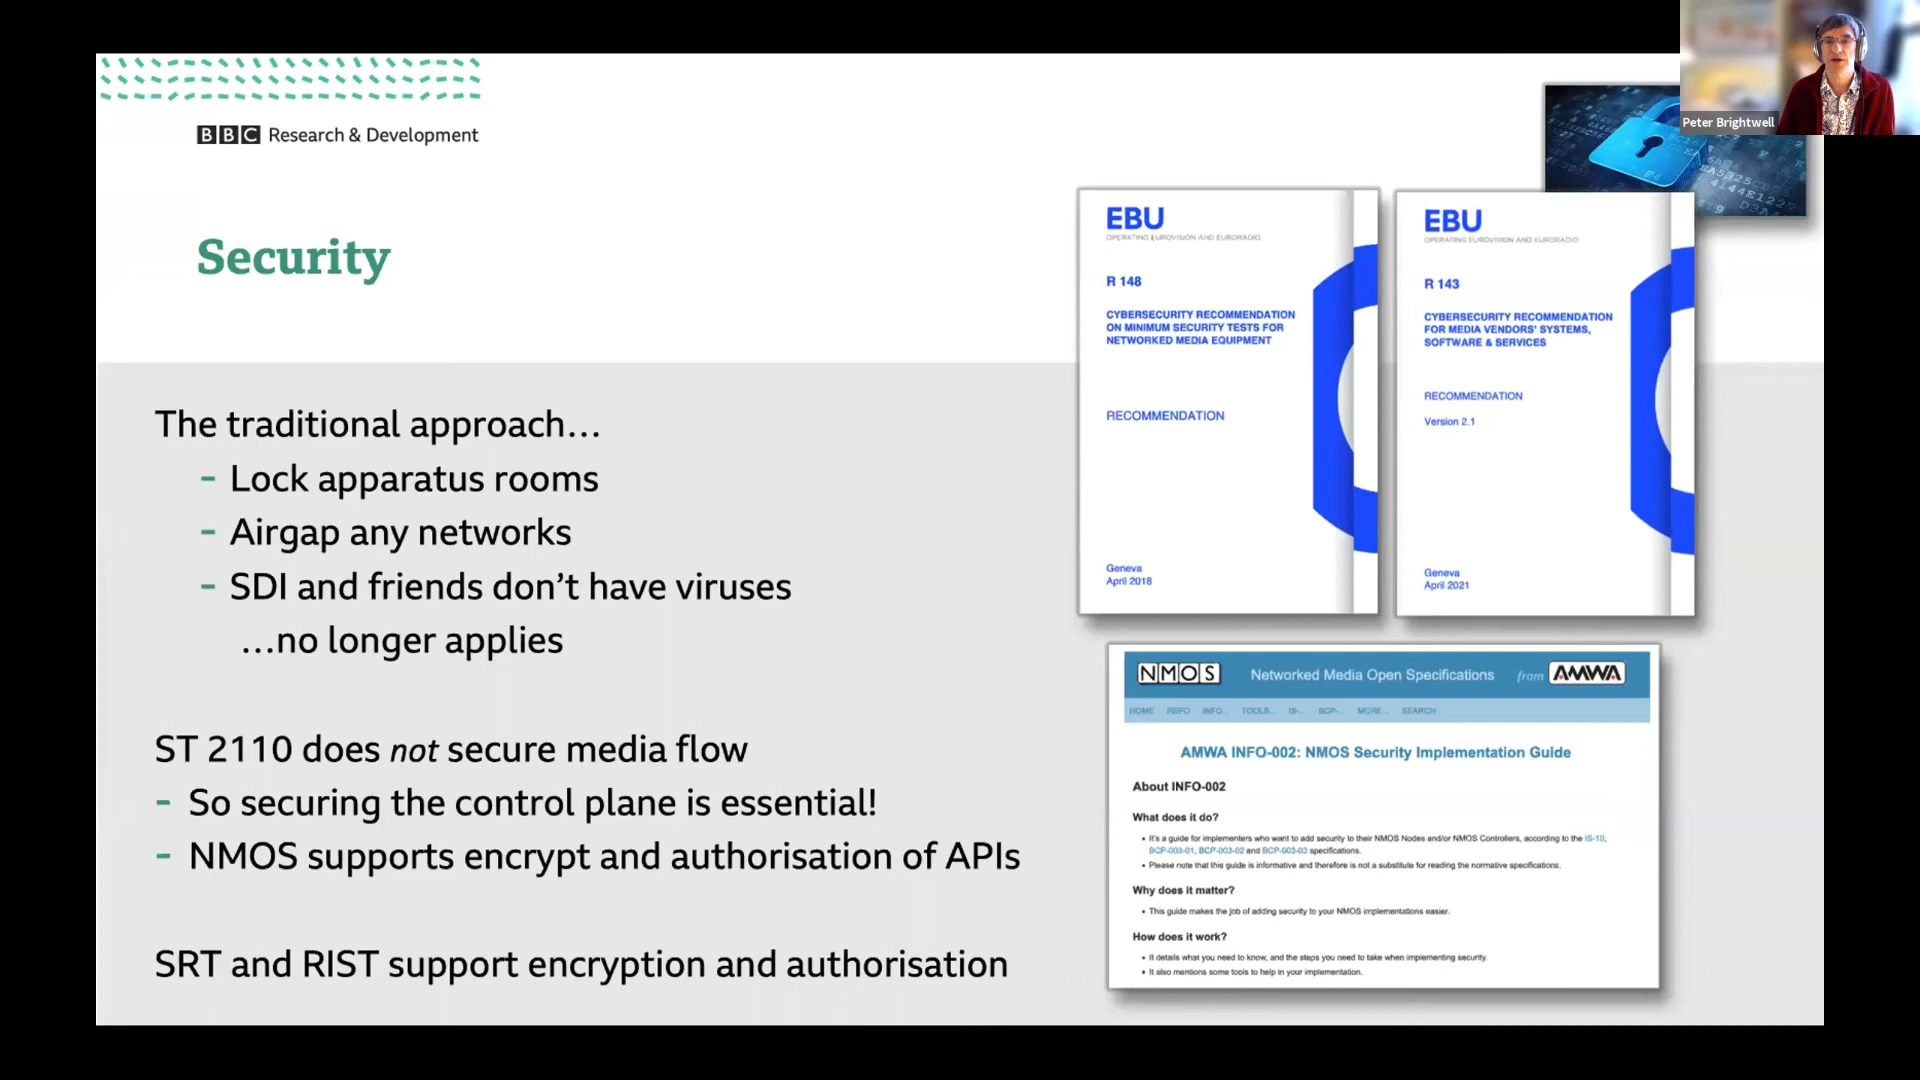 BBC Research & Development
Peter Brightwell
Security
The traditional approach…
- Lock apparatus rooms
- Airgap any networks
- SDI and friends don’t have viruses
…no longer applies
ST 2110 does not secure media flow
- So securing the control plane is essential!
- NMOS supports encrypt and authorisation of APIs
SRT and RIST support encryption and authorisation
EBU
OPERATING EUROVISION AND EURORADIO
R 148
CYBERSECURITY RECOMMENDATION
ON MINIMUM SECURITY TESTS FOR
NETWORKED MEDIA EQUIPMENT
RECOMMENDATION
Geneva
April 2018
EBU
OPERATING EUROVISION AND EURORADIO
R 143
CYBERSECURITY RECOMMENDATION
FOR MEDIA VENDORS' SYSTEMS,
SOFTWARE & SERVICES
RECOMMENDATION
Version 2.1
Geneva
April 2021
NMOS Networked Media Open Specifications from AMWA
HOME REPO INFO... TOOLS... IS-... BCP-... MORE... SEARCH
AMWA INFO-002: NMOS Security Implementation Guide
About INFO-002
What does it do?
• It's a guide for implementers who want to add security to their NMOS Nodes and/or NMOS Controllers, according to the IS-10,
BCP-003-01, BCP-003-02 and BCP-003-03 specifications.
• Please note that this guide is informative and therefore is not a substitute for reading the normative specifications.
Why does it matter?
• This guide makes the job of adding security to your NMOS implementations easier.
How does it work?
• It details what you need to know, and the steps you need to take when implementing security.
• It also mentions some tools to help in your implementation.